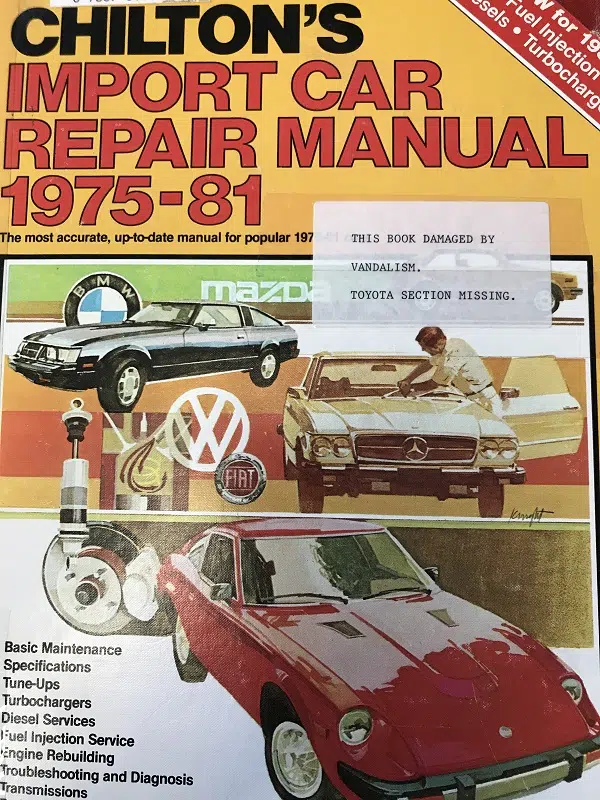 CHILTON'S
IMPORT CAR
REPAIR MANUAL
1975-81
The most accurate, up-to-date manual for popular
Fuel Injection
Turbocharg
THIS BOOK DAMAGED BY
VANDALISM.
TOYOTA SECTION MISSING.
BMW
mazda
VW
FIAT
Knight
Basic Maintenance
Specifications
Tune-Ups
Turbochargers
Diesel Services
Fuel Injection Service
Engine Rebuilding
Troubleshooting and Diagnosis
Transmissions